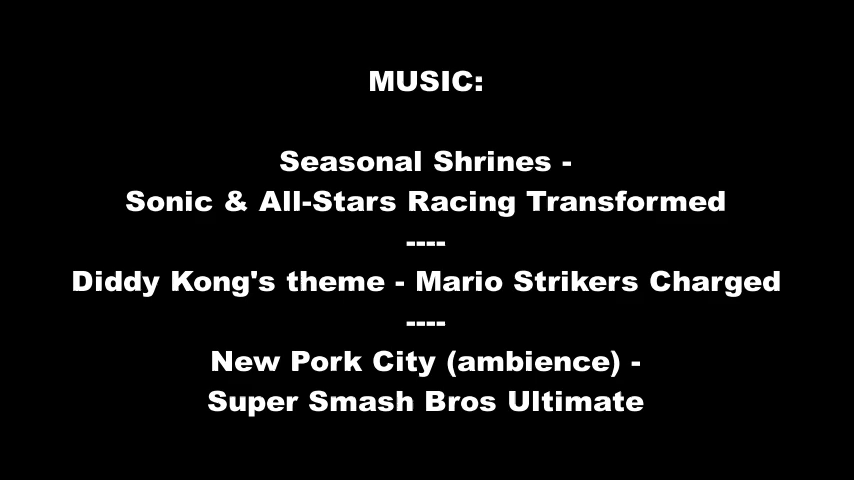 MUSIC:
Seasonal Shrines -
Sonic & All-Stars Racing Transformed
----
Diddy Kong's theme - Mario Strikers Charged
----
New Pork City (ambience) -
Super Smash Bros Ultimate